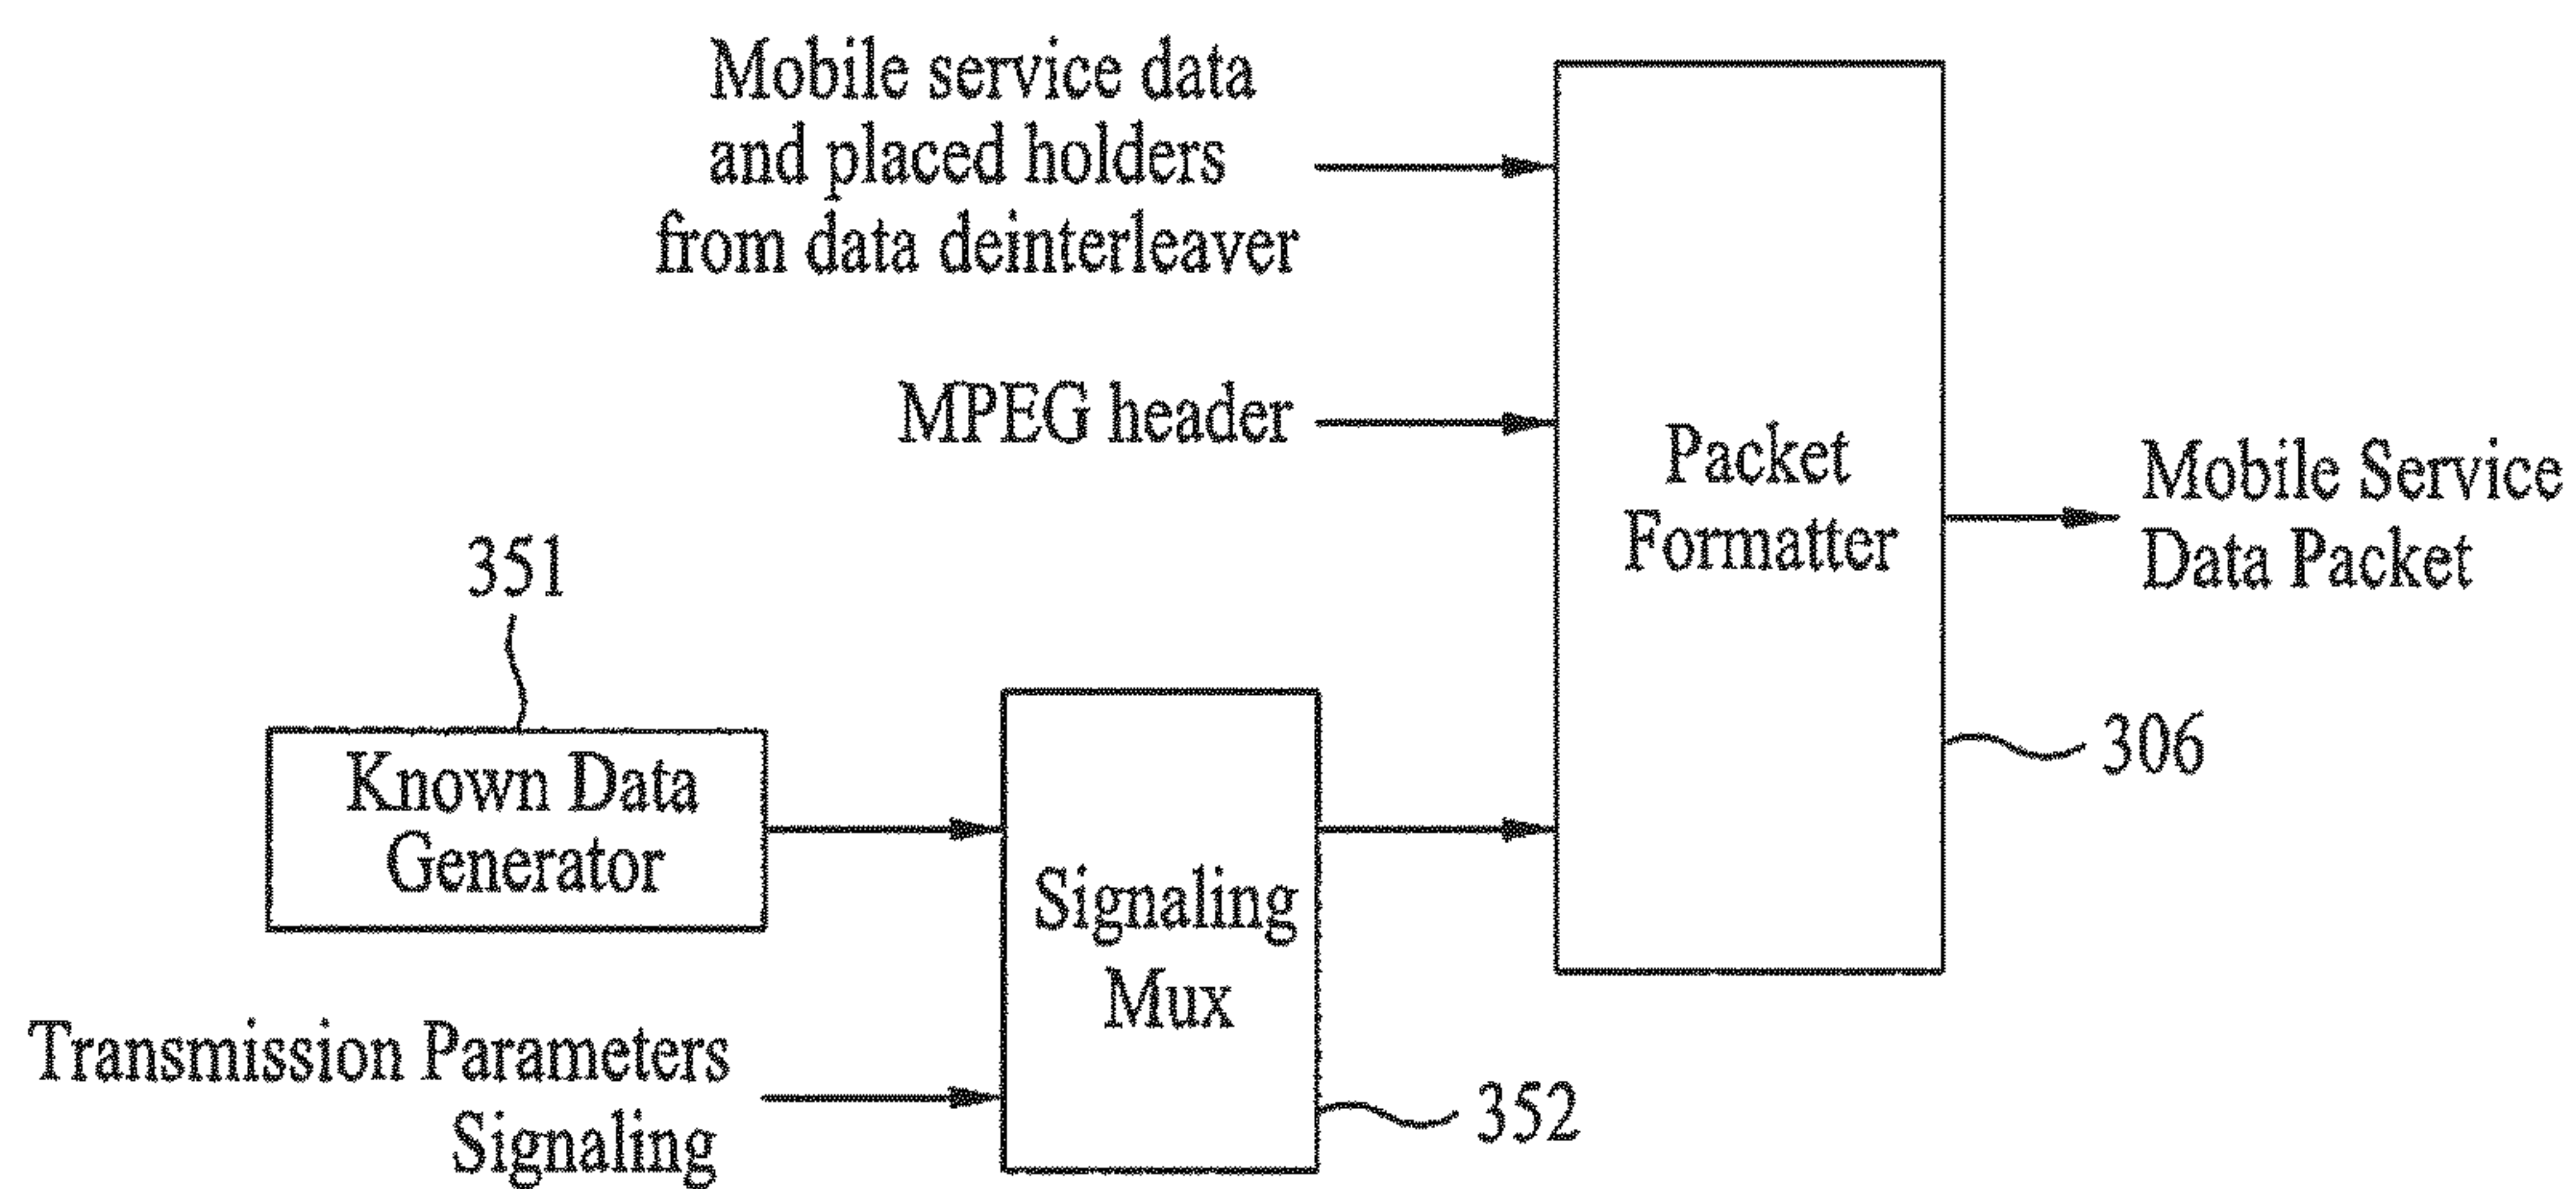 Mobile service data
and placed holders
from data deinterleaver
MPEG header
Packet
Formatter
Mobile Service
Data Packet
351
306
Known Data
Generator
Signaling
Mux
Transmission Parameters
Signaling
352